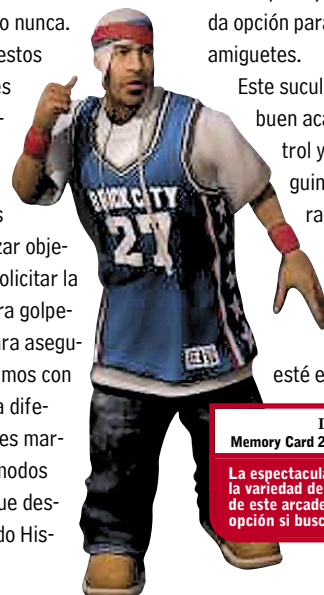 o nunca.
estos
es
-
s
zar obje-
olicitar la
ra golpe-
ara asegu-
mos con
a dife-
es mar-
modos
ue des-
do His-
BRICK CITY
27
da opción para
amiguetes.
Este sucul
buen aca
trol y
guin
ra
esté e
Memory Card 2
La espectacula
la variedad de
de este arcade
opción si busc